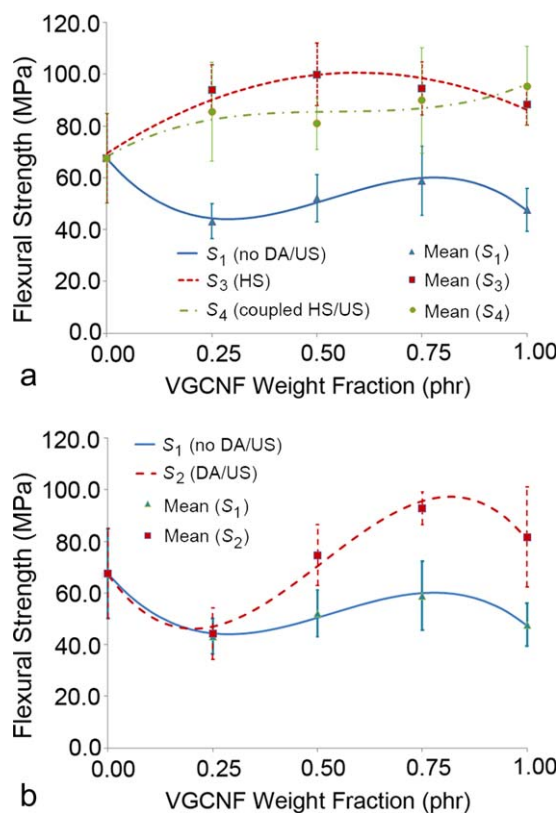 120.0
100.0
80.0
60.0
40.0
20.0
0.0
Flexural Strength (MPa)
S1 (no DA/US)
S3 (HS)
S4 (coupled HS/US)
Mean (S1)
Mean (S3)
Mean (S4)
0.00 0.25 0.50 0.75 1.00
VGCNF Weight Fraction (phr)
a
120.0
100.0
80.0
60.0
40.0
20.0
0.0
Flexural Strength (MPa)
S1 (no DA/US)
S2 (DA/US)
Mean (S1)
Mean (S2)
0.00 0.25 0.50 0.75 1.00
VGCNF Weight Fraction (phr)
b